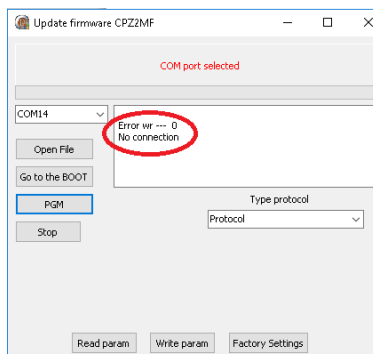 Update firmware CPZ2MF
COM port selected
COM14
Error wr --- 0
No connection
Open File
Go to the BOOT
PGM
Stop
Type protocol
Protocol
Read param
Write param
Factory Settings